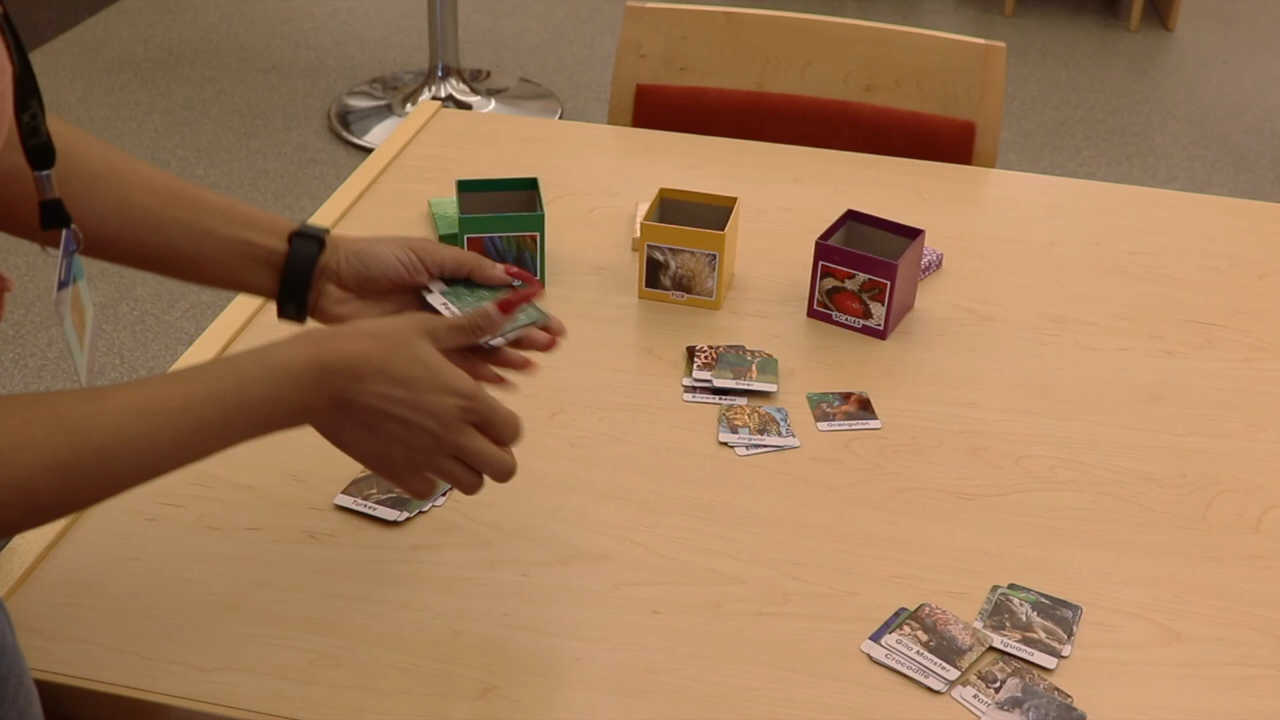 FUR
SCALES
Deer
Brown Bear
Jaguar
Orangutan
Turkey
Iguana
Gila Monster
Crocodile